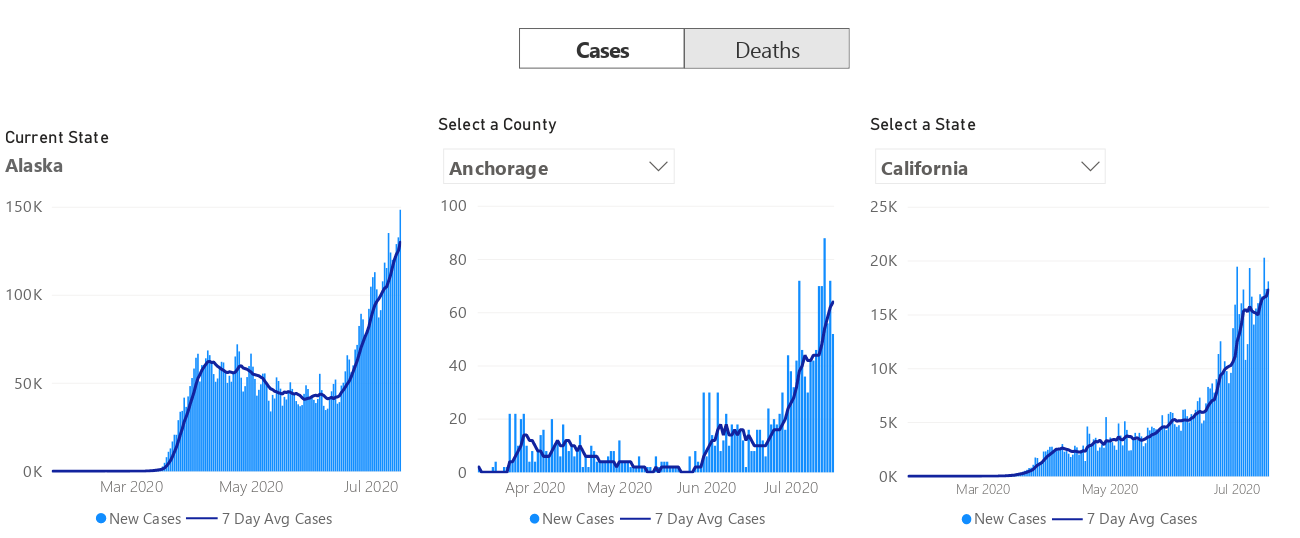 Cases Deaths
Current State
Alaska
150K
100K
50K
0K
Mar 2020 May 2020 Jul 2020
New Cases 7 Day Avg Cases
Select a County
Anchorage
100
80
60
40
20
0
Apr 2020 May 2020 Jun 2020 Jul 2020
New Cases 7 Day Avg Cases
Select a State
California
25K
20K
15K
10K
5K
0K
Mar 2020 May 2020 Jul 2020
New Cases 7 Day Avg Cases